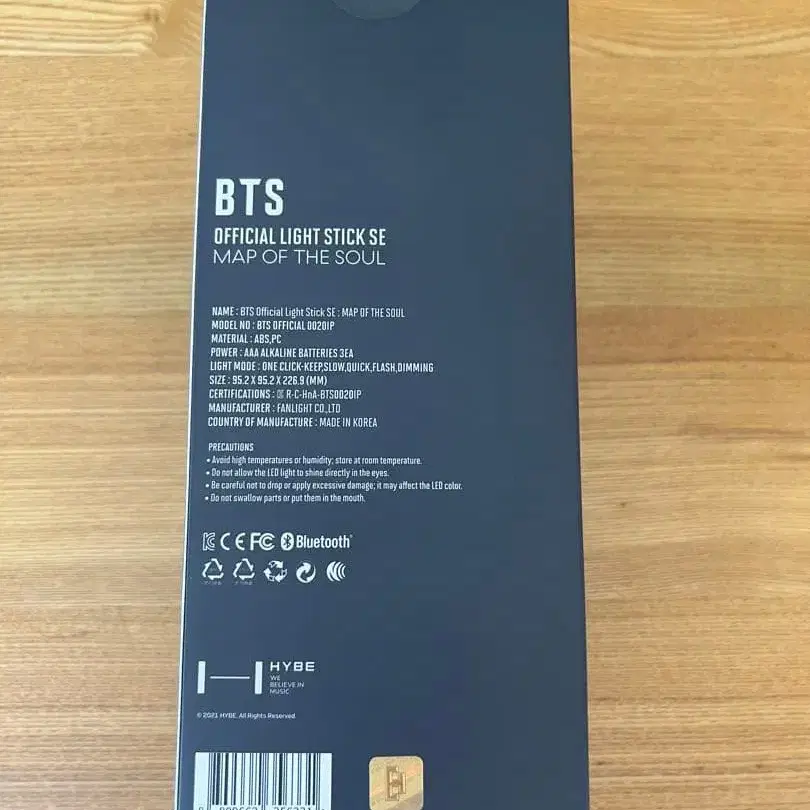 BTS
OFFICIAL LIGHT STICK SE
MAP OF THE SOUL
NAME : BTS Official Light Stick SE : MAP OF THE SOUL
MODEL NO : BTS OFFICIAL 00201P
MATERIAL : ABS,PC
POWER : AAA ALKALINE BATTERIES 3EA
LIGHT MODE : ONE CLICK-KEEP,SLOW,QUICK,FLASH,DIMMING
SIZE : 95.2 X 95.2 X 226.9 (MM)
CERTIFICATIONS : R-C-HnA-BTS00201P
MANUFACTURER : FANLIGHT CO.,LTD
COUNTRY OF MANUFACTURE : MADE IN KOREA
PRECAUTIONS
• Avoid high temperatures or humidity; store at room temperature.
• Do not allow the LED light to shine directly in the eyes.
• Be careful not to drop or apply excessive damage; it may affect the LED color.
• Do not swallow parts or put them in the mouth.
CE FC Bluetooth
HYBE
WE
BELIEVE IN
MUSIC
© 2021 HYBE. All Rights Reserved.